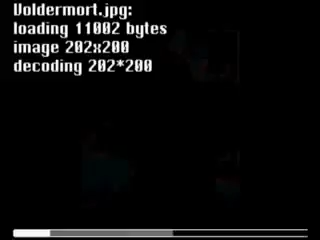 Voldermort.jpg:
loading 11002 bytes
image 202x200
decoding 202*200